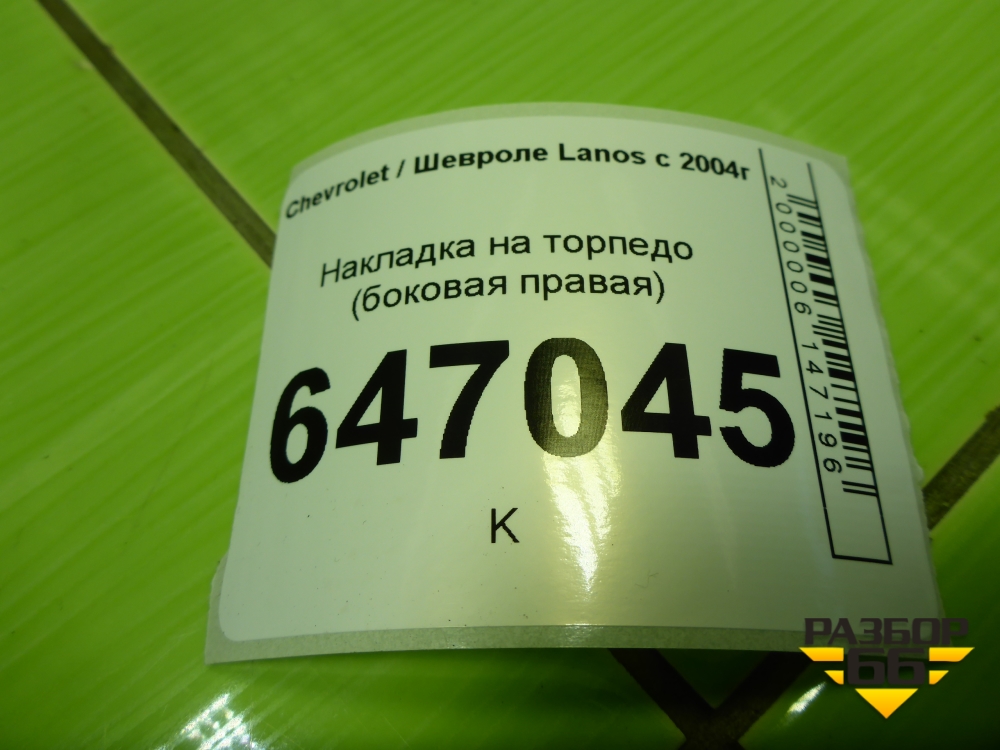 Chevrolet / Шевроле Lanos с 2004г
Накладка на торпедо
(боковая правая)
647045
К
2000006147196
РАЗБОР
66